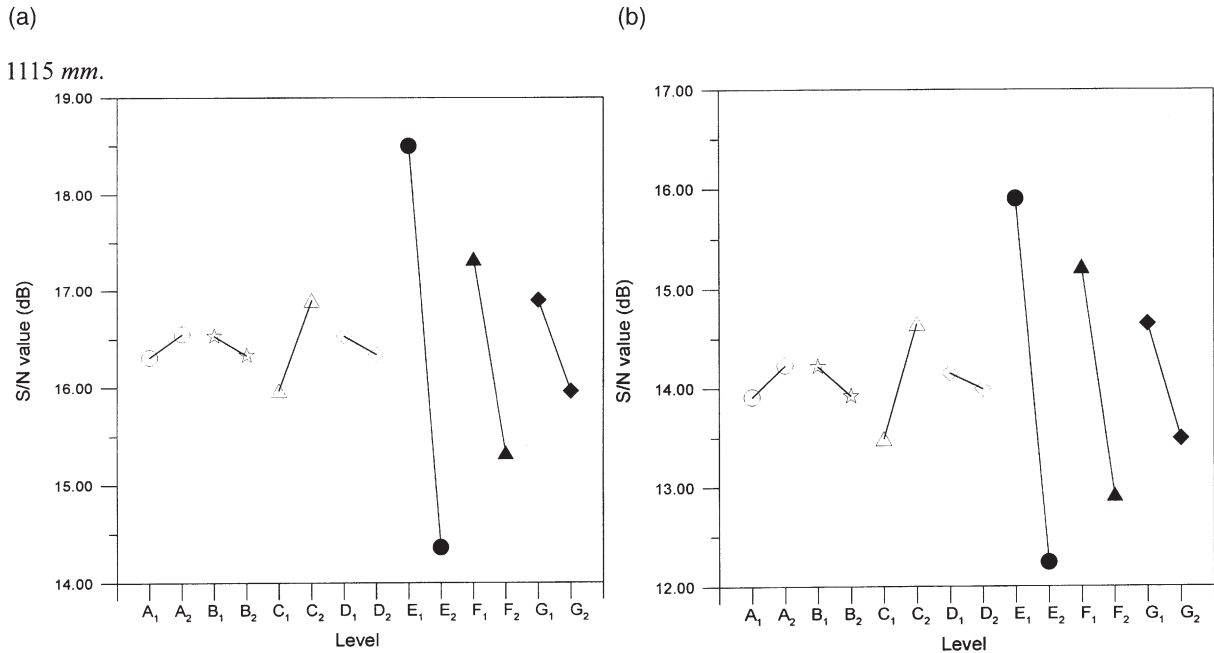 (a)
(b)
1115 mm.
19.00
18.00
17.00
16.00
15.00
14.00
S/N value (dB)
A₁ A₂ B₁ B₂ C₁ C₂ D₁ D₂ E₁ E₂ F₁ F₂ G₁ G₂
Level
17.00
16.00
15.00
14.00
13.00
12.00
S/N value (dB)
A₁ A₂ B₁ B₂ C₁ C₂ D₁ D₂ E₁ E₂ F₁ F₂ G₁ G₂
Level